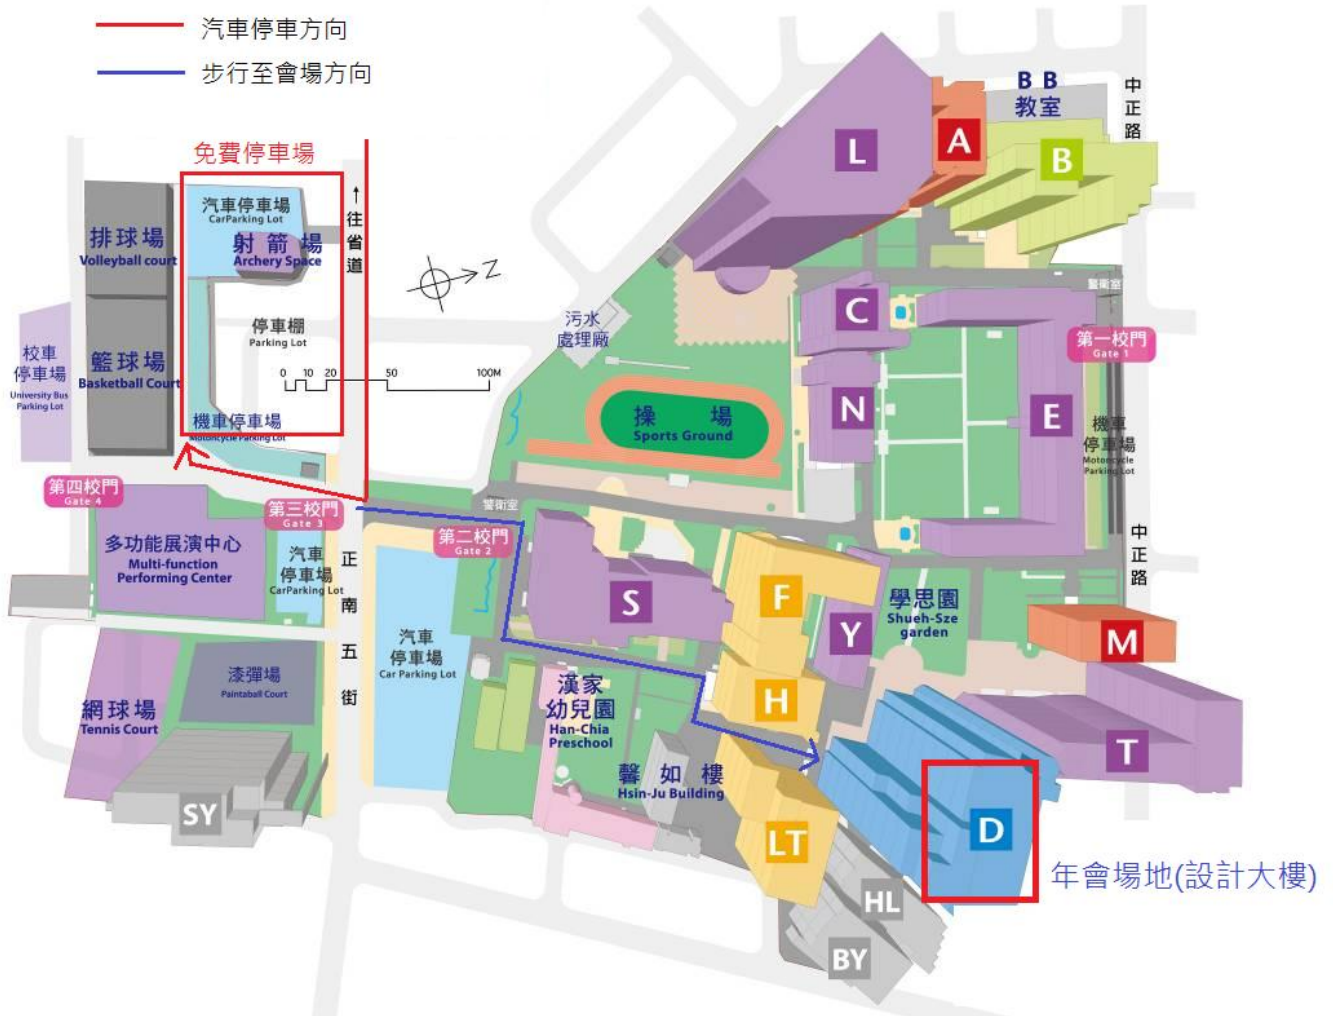 汽車停車方向
步行至會場方向
免費停車場
汽車停車場
CarParking Lot
射箭場
Archery Space
↑往省道
排球場
Volleyball court
停車棚
Parking Lot
籃球場
Basketball Court
校車
停車場
University Bus
Parking Lot
機車停車場
Motorcycle Parking Lot
0 10 20 50 100M
Z
污水
處理廠
操場
Sports Ground
L
A
B B
教室
B
中正路
警衛室
C
N
E
第一校門
Gate 1
機車
停車場
Motorcycle
Parking Lot
中正路
第四校門
Gate 4
第三校門
Gate 3
警衛室
第二校門
Gate 2
多功能展演中心
Multi-function
Performing Center
汽車
停車場
CarParking Lot
正南五街
汽車
停車場
Car Parking Lot
S
F
Y
學思園
Shueh-Sze
garden
M
H
T
漢家
幼兒園
Han-Chia
Preschool
漆彈場
Paintaball Court
網球場
Tennis Court
SY
馨如樓
Hsin-Ju Building
LT
D
年會場地(設計大樓)
HL
BY